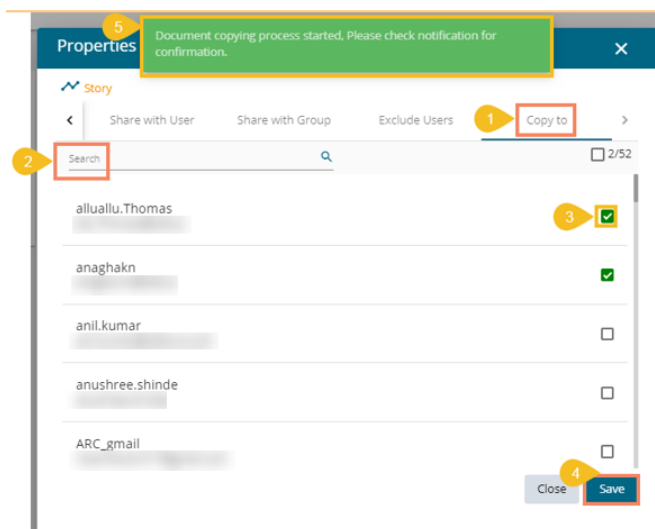 5
Document copying process started, Please check notification for
confirmation.
Properties
Story
Share with User
Share with Group
Exclude Users
1
Copy to
2
Search
2/52
alluallu.Thomas
3
anaghakn
anil.kumar
anushree.shinde
ARC_gmail
4
Close
Save